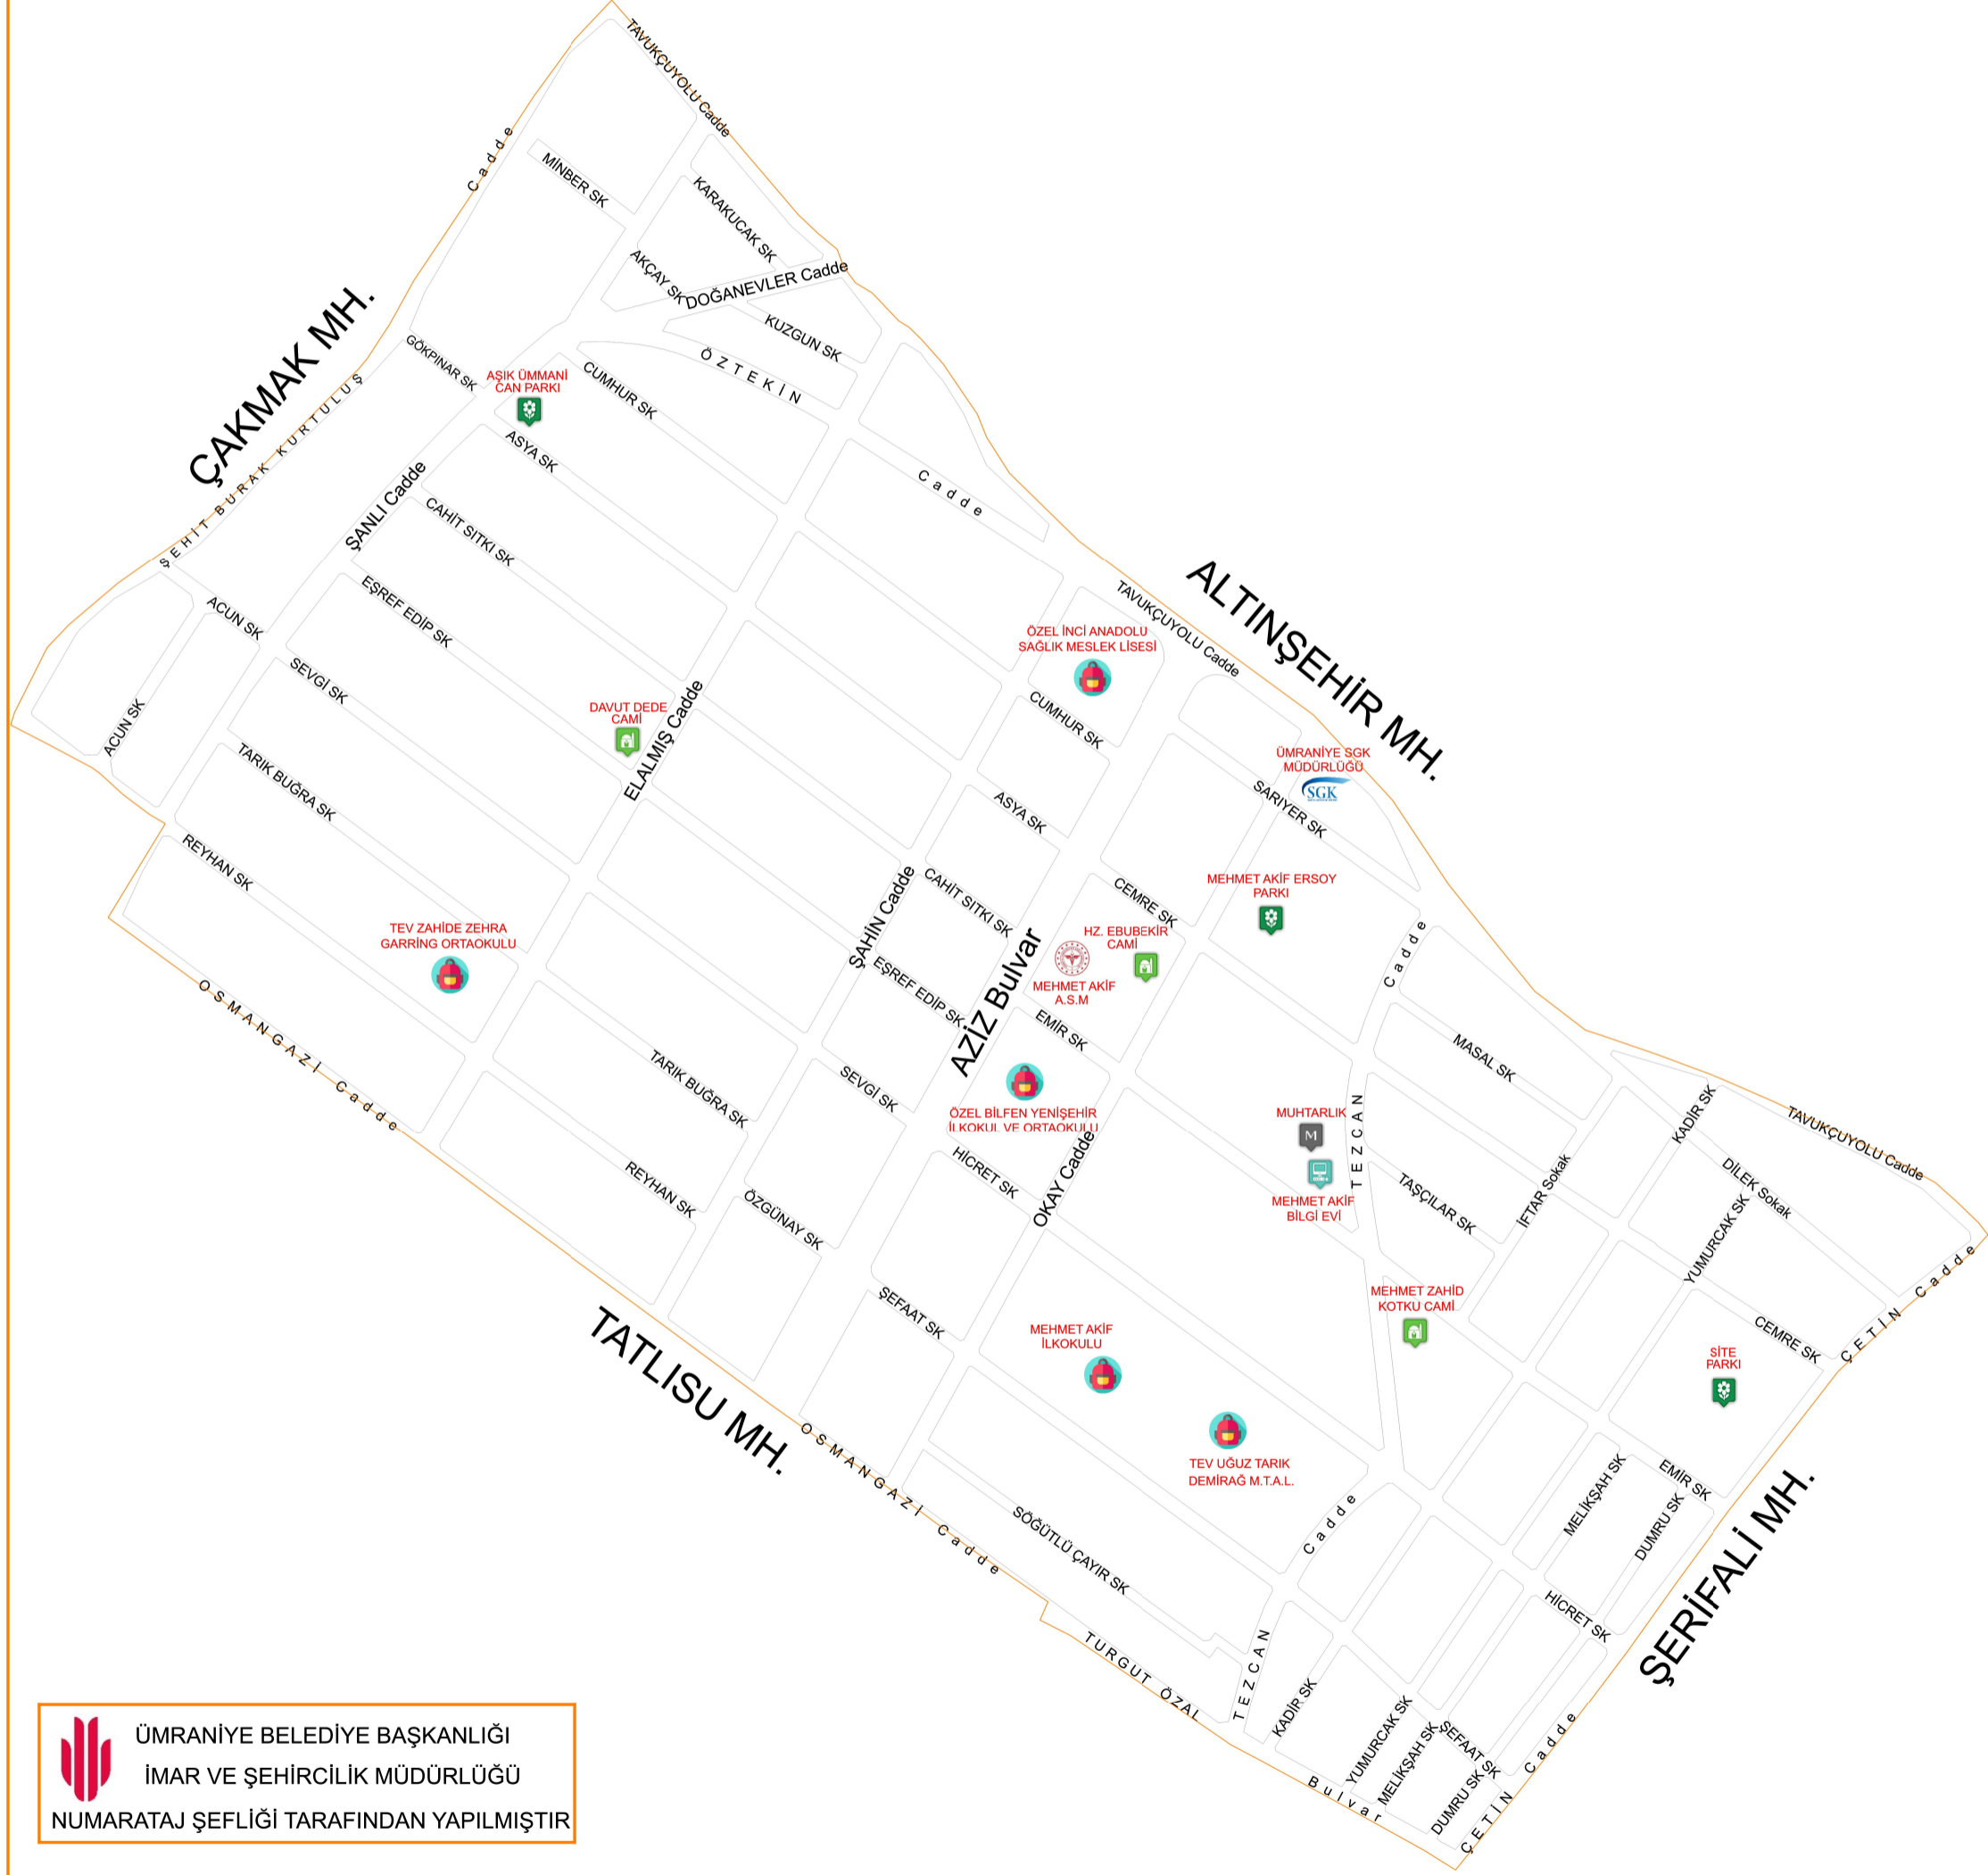 TAVUKÇUYOLU Cadde
Cadde
MİNBER SK
KARAKUCAK SK
AKÇAY SK
DOĞANEVLER Cadde
KUZGUN SK
ÇAKMAK MH.
GÖKPINAR SK
ÖZTEKİN
AŞIK ÜMMANİ
CAN PARKI
CUMHUR SK
ŞEHİT BURAK KURTULUŞ
ASYA SK
ŞANLI Cadde
Cadde
CAHİT SITKI SK
ALTINŞEHİR MH.
TAVUKÇUYOLU Cadde
EŞREF EDİP SK
ACUN SK
ÖZEL İNCİ ANADOLU
SAĞLIK MESLEK LİSESİ
SEVGİ SK
ACUN SK
DAVUT DEDE
CAMİ
ELALMIŞ Cadde
CUMHUR SK
ÜMRANİYE SGK
MÜDÜRLÜĞÜ
SGK
SARIYER SK
TARIK BUĞRA SK
ASYA SK
REYHAN SK
ŞAHİN Cadde
CAHİT SITKI SK
CEMRE SK
MEHMET AKİF ERSOY
PARKI
TEV ZAHİDE ZEHRA
GARRİNG ORTAOKULU
HZ. EBUBEKİR
CAMİ
Cadde
AZİZ Bulvar
MEHMET AKİF
A.S.M
EŞREF EDİP SK
EMİR SK
OSMANGAZİ Cadde
MASAL SK
TARIK BUĞRA SK
SEVGİ SK
ÖZEL BİLFEN YENİŞEHİR
İLKOKUL VE ORTAOKULU
MUHTARLIK
M
TEZCAN
KADİR SK
TAVUKÇUYOLU Cadde
HİCRET SK
OKAY Cadde
MEHMET AKİF
BİLGİ EVİ
TAŞÇILAR SK
İFTAR Sokak
DİLEK Sokak
REYHAN SK
ÖZGÜNAY SK
YUMURCAK SK
ŞEFAAT SK
MEHMET ZAHİD
KOTKU CAMİ
ÇETİN Cadde
CEMRE SK
TATLISU MH.
MEHMET AKİF
İLKOKULU
SİTE
PARKI
OSMANGAZİ Cadde
TEV UĞUZ TARIK
DEMİRAĞ M.T.A.L.
EMİR SK
MELİKŞAH SK
DUMRU SK
ŞERİFALİ MH.
Cadde
SÖĞÜTLÜ ÇAYIR SK
HİCRET SK
TURGUT ÖZAL
TEZCAN
KADİR SK
YUMURCAK SK
MELİKŞAH SK
ŞEFAAT SK
DUMRU SK
ÇETİN Cadde
Bulvar
ÜMRANİYE BELEDİYE BAŞKANLIĞI
İMAR VE ŞEHİRCİLİK MÜDÜRLÜĞÜ
NUMARATAJ ŞEFLİĞİ TARAFINDAN YAPILMIŞTIR